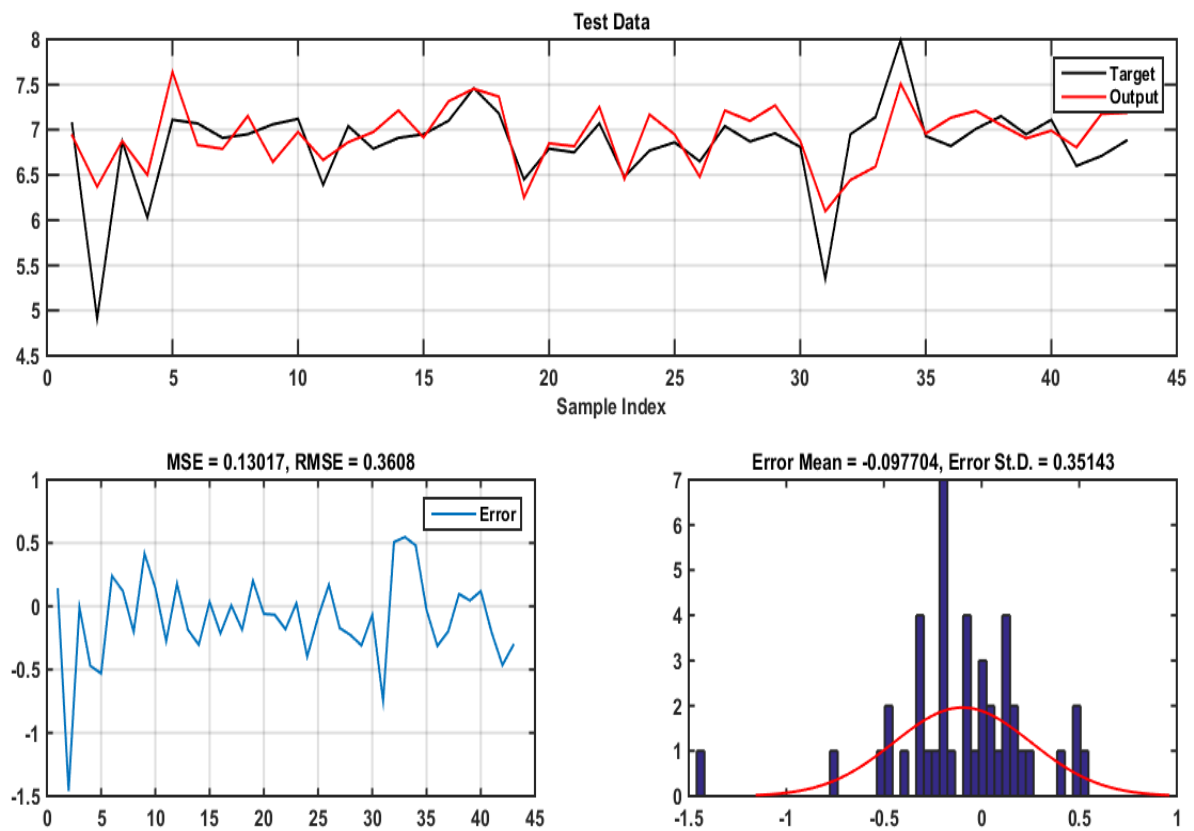 Test Data
8
7.5
7
6.5
6
5.5
5
4.5
Target
Output
0 5 10 15 20 25 30 35 40 45
Sample Index
MSE = 0.13017, RMSE = 0.3608
1
0.5
0
-0.5
-1
-1.5
Error
0 5 10 15 20 25 30 35 40 45
Error Mean = -0.097704, Error St.D. = 0.35143
7
6
5
4
3
2
1
0
-1.5 -1 -0.5 0 0.5 1